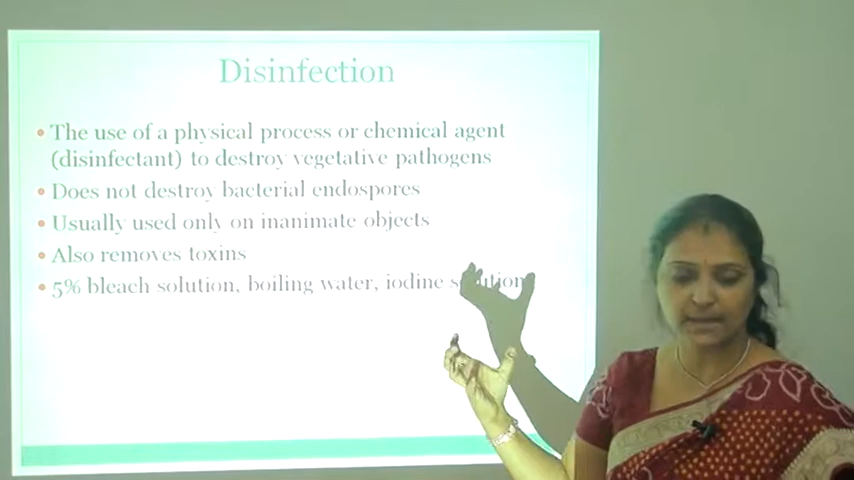 Disinfection
• The use of a physical process or chemical agent
(disinfectant) to destroy vegetative pathogens
• Does not destroy bacterial endospores
• Usually used only on inanimate objects
• Also removes toxins
• 5% bleach solution, boiling water, iodine solution